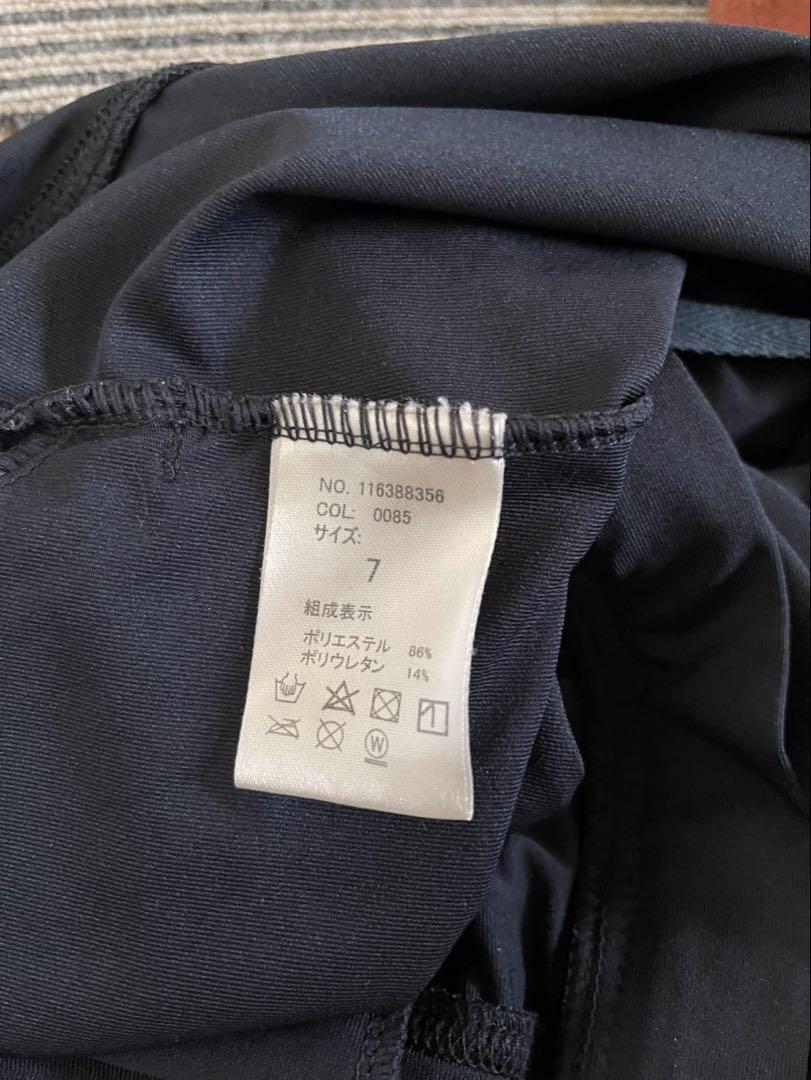 NO. 116388356
COL: 0085
サイズ:
7
組成表示
ポリエステル 86%
ポリウレタン 14%
W